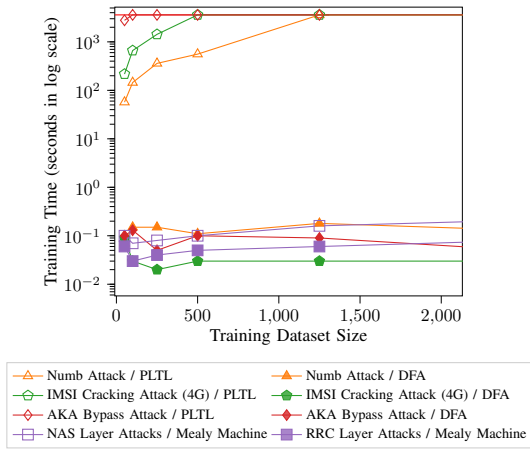 10^3
10^2
10^1
10^0
10^−1
10^−2
Training Time (seconds in log scale)
0 500 1,000 1,500 2,000
Training Dataset Size
Numb Attack / PLTL Numb Attack / DFA
IMSI Cracking Attack (4G) / PLTL IMSI Cracking Attack (4G) / DFA
AKA Bypass Attack / PLTL AKA Bypass Attack / DFA
NAS Layer Attacks / Mealy Machine RRC Layer Attacks / Mealy Machine